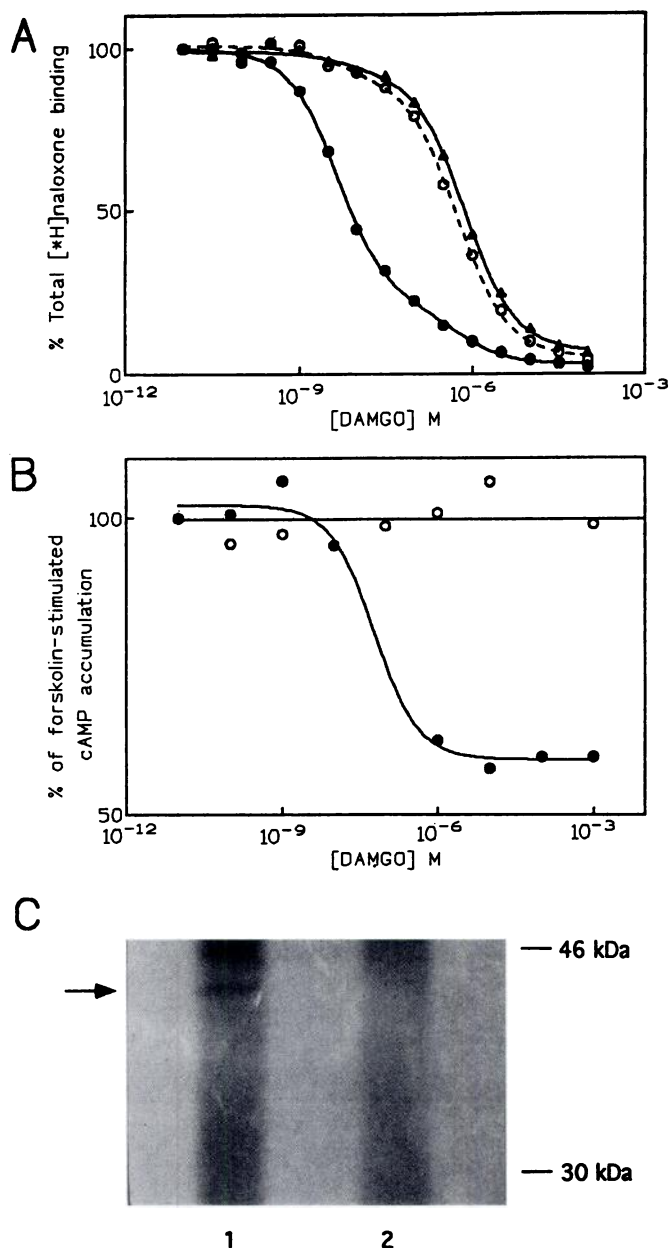 A
% Total [*H]naloxone binding
100
50
0
10-12
10-9
10-6
10-3
[DAMGO] M
B
% of forskolin-stimulated
cAMP accumulation
100
50
10-12
10-9
10-6
10-3
[DAMGO] M
C
46 kDa
30 kDa
1
2